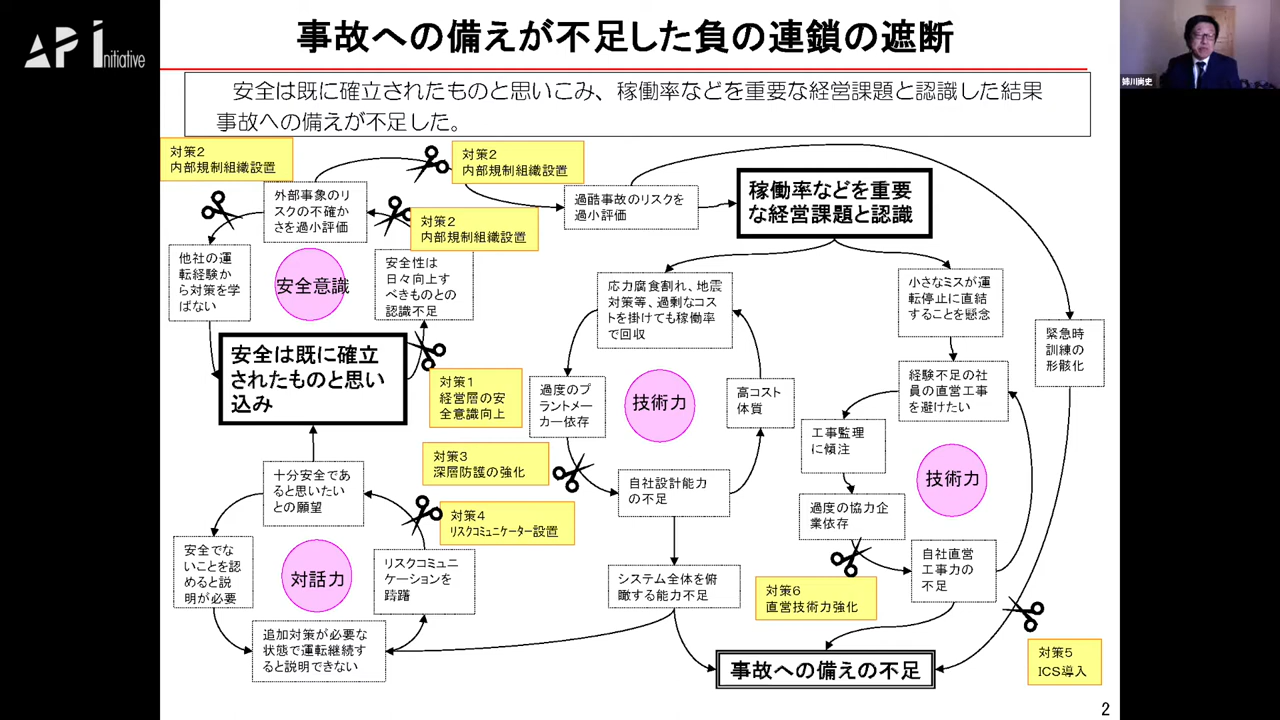 API
Initiative
事故への備えが不足した負の連鎖の遮断
姉川尚史
安全は既に確立されたものと思いこみ、稼働率などを重要な経営課題と認識した結果
事故への備えが不足した。
対策2
内部規制組織設置
対策2
内部規制組織設置
外部事象のリ
スクの不確か
さを過小評価
過酷事故のリスクを
過小評価
稼働率などを重要
な経営課題と認識
対策2
内部規制組織設置
他社の運
転経験か
ら対策を学
ばない
安全意識
安全性は
日々向上す
べきものとの
認識不足
応力腐食割れ、地震
対策等、過剰なコス
トを掛けても稼働率
で回収
小さなミスが運
転停止に直結
することを懸念
緊急時
訓練の
形骸化
安全は既に確立
されたものと思い
込み
対策1
経営層の安
全意識向上
過度のプ
ラントメー
カー依存
技術力
高コスト
体質
経験不足の社
員の直営工事
を避けたい
工事監理
に傾注
対策3
深層防護の強化
自社設計能力
の不足
技術力
十分安全であ
ると思いたい
との願望
対策4
リスクコミュニケーター設置
過度の協力企
業依存
安全でな
いことを認
めると説
明が必要
対話力
リスクコミュニ
ケーションを
躊躇
システム全体を俯
瞰する能力不足
自社直営
工事力の
不足
対策6
直営技術力強化
追加対策が必要な
状態で運転継続す
ると説明できない
事故への備えの不足
対策5
ICS導入
2